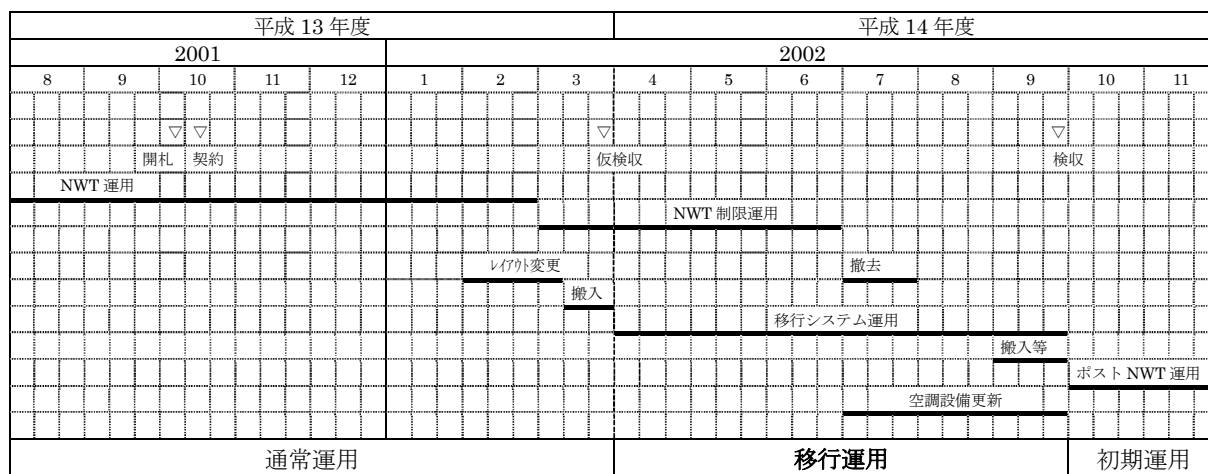 平成 13 年度 平成 14 年度
2001 2002
8 9 10 11 12 1 2 3 4 5 6 7 8 9 10 11
▽ ▽ ▽ ▽
開札 契約 仮検収 検収
NWT 運用
NWT 制限運用
ﾚｲｱｳﾄ変更 撤去
搬入
移行システム運用
搬入等
ポスト NWT 運用
空調設備更新
通常運用 移行運用 初期運用